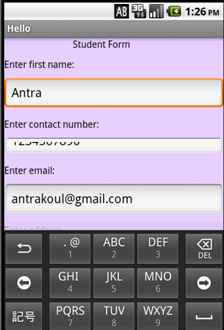 AB 3G 1:26 PM
Hello
Student Form
Enter first name:
Antra
Enter contact number:
1234567890
Enter email:
antrakoul@gmail.com
Enter address
. @ ABC DEF DEL
1 2 3
GHI JKL MNO
4 5 6
記号 PQRS TUV WXYZ
7 8 9